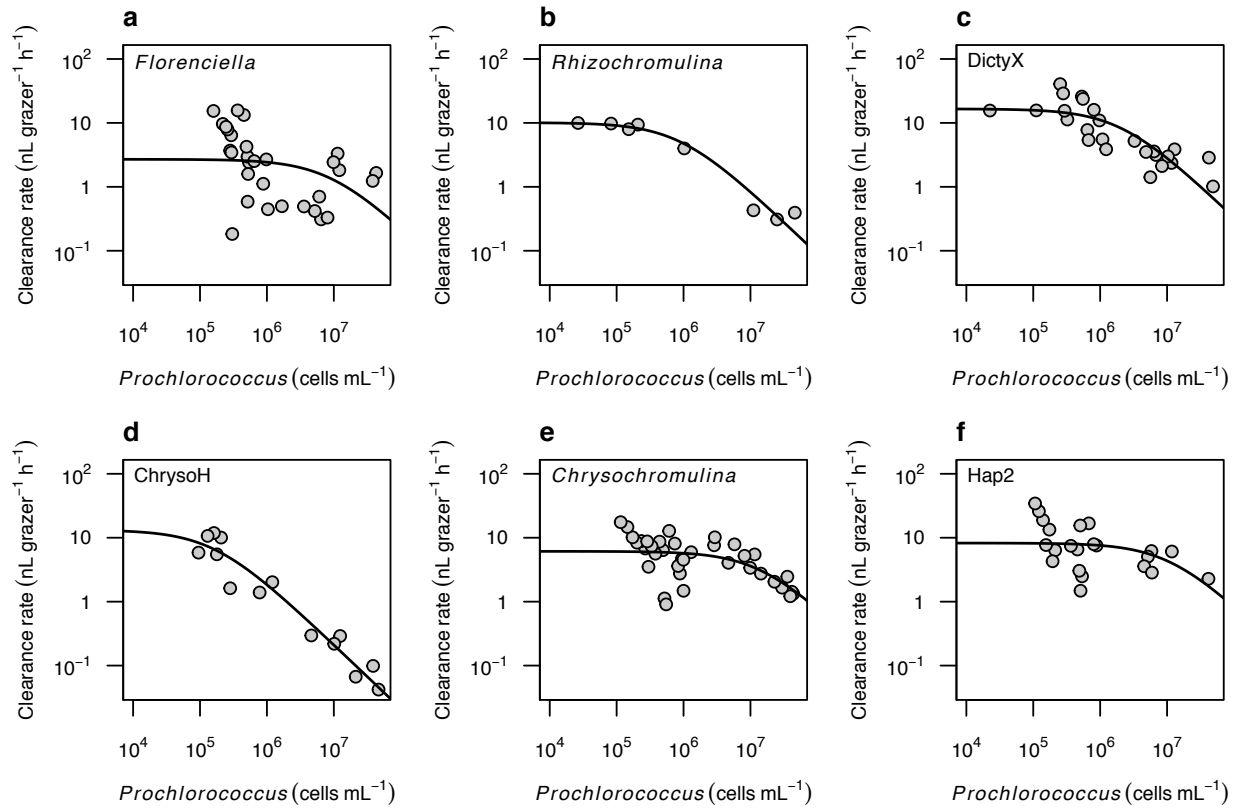 a
Florenciella
Clearance rate (nL grazer⁻¹ h⁻¹)
10²
10
1
10⁻¹
10⁴ 10⁵ 10⁶ 10⁷
Prochlorococcus (cells mL⁻¹)
b
Rhizochromulina
Clearance rate (nL grazer⁻¹ h⁻¹)
10²
10
1
10⁻¹
10⁴ 10⁵ 10⁶ 10⁷
Prochlorococcus (cells mL⁻¹)
c
DictyX
Clearance rate (nL grazer⁻¹ h⁻¹)
10²
10
1
10⁻¹
10⁴ 10⁵ 10⁶ 10⁷
Prochlorococcus (cells mL⁻¹)
d
ChrysoH
Clearance rate (nL grazer⁻¹ h⁻¹)
10²
10
1
10⁻¹
10⁴ 10⁵ 10⁶ 10⁷
Prochlorococcus (cells mL⁻¹)
e
Chrysochromulina
Clearance rate (nL grazer⁻¹ h⁻¹)
10²
10
1
10⁻¹
10⁴ 10⁵ 10⁶ 10⁷
Prochlorococcus (cells mL⁻¹)
f
Hap2
Clearance rate (nL grazer⁻¹ h⁻¹)
10²
10
1
10⁻¹
10⁴ 10⁵ 10⁶ 10⁷
Prochlorococcus (cells mL⁻¹)